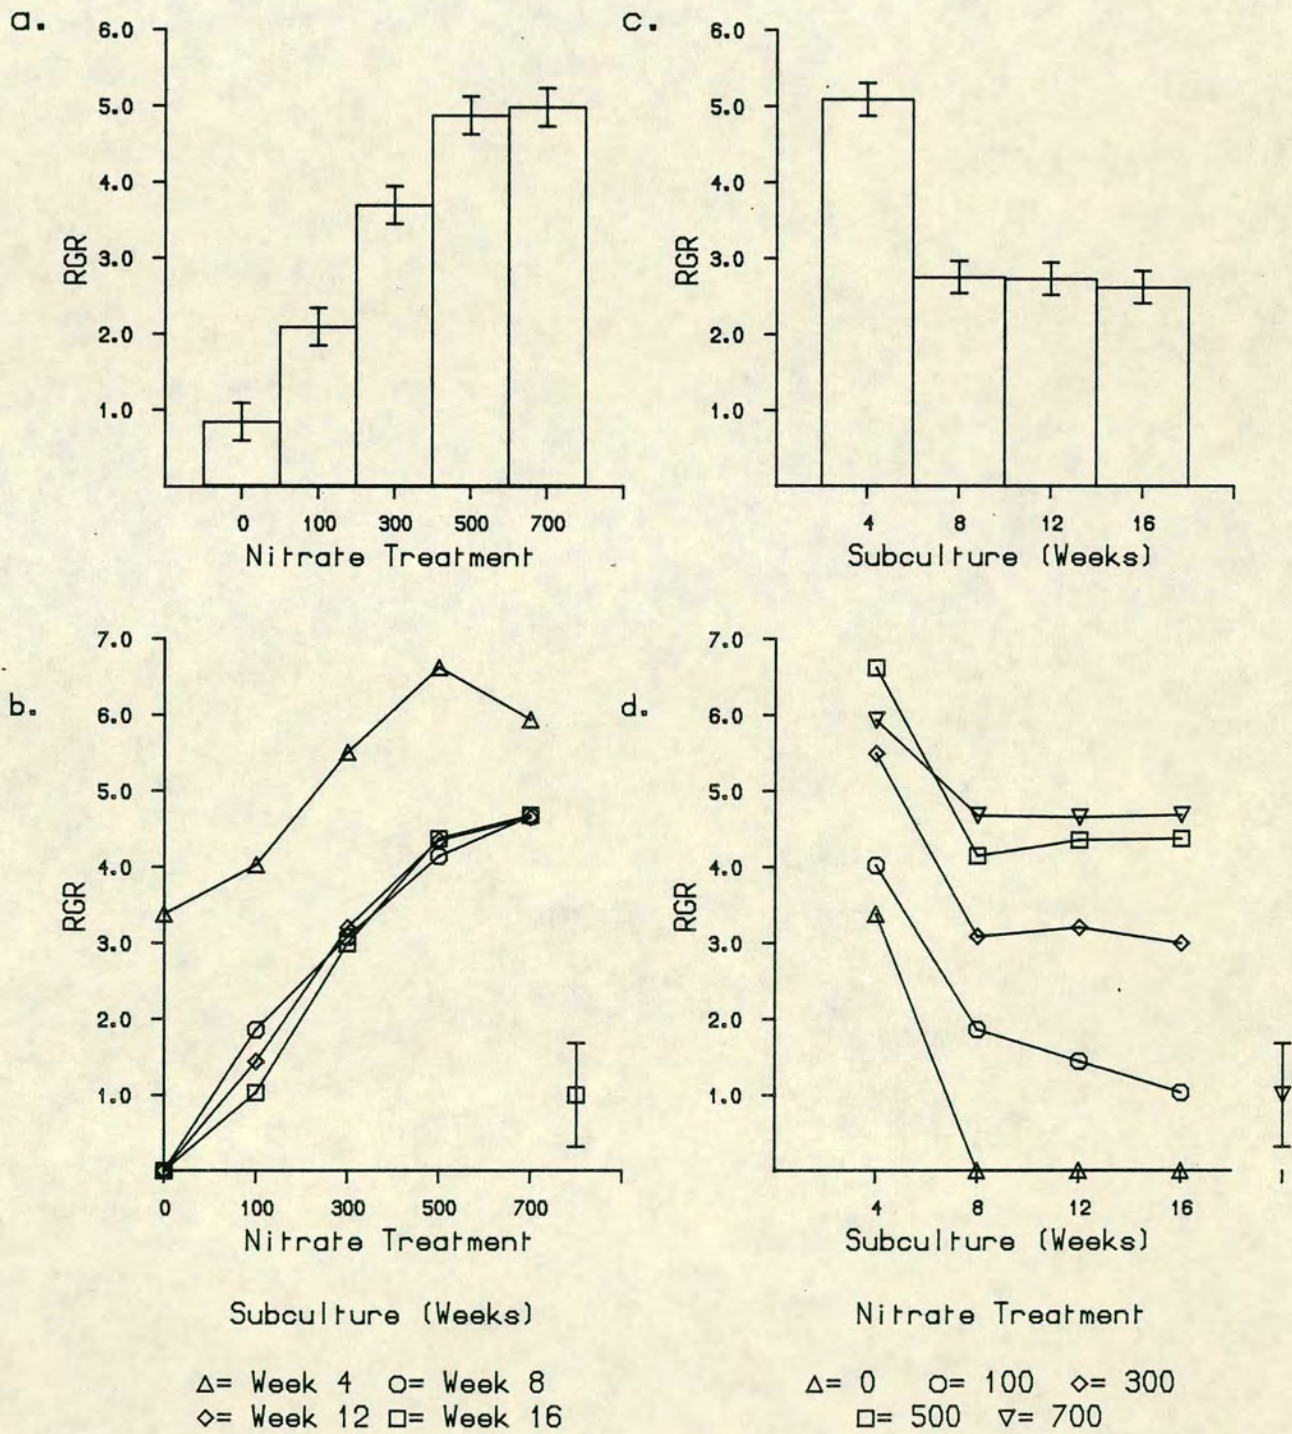 a.
6.0
5.0
4.0
3.0
2.0
1.0
RGR
0 100 300 500 700
Nitrate Treatment
c.
6.0
5.0
4.0
3.0
2.0
1.0
RGR
4 8 12 16
Subculture (Weeks)
b.
7.0
6.0
5.0
4.0
3.0
2.0
1.0
RGR
0 100 300 500 700
Nitrate Treatment
Subculture (Weeks)
△= Week 4 ○= Week 8
◇= Week 12 □= Week 16
d.
7.0
6.0
5.0
4.0
3.0
2.0
1.0
RGR
4 8 12 16
Subculture (Weeks)
Nitrate Treatment
△= 0 ○= 100 ◇= 300
□= 500 ▽= 700